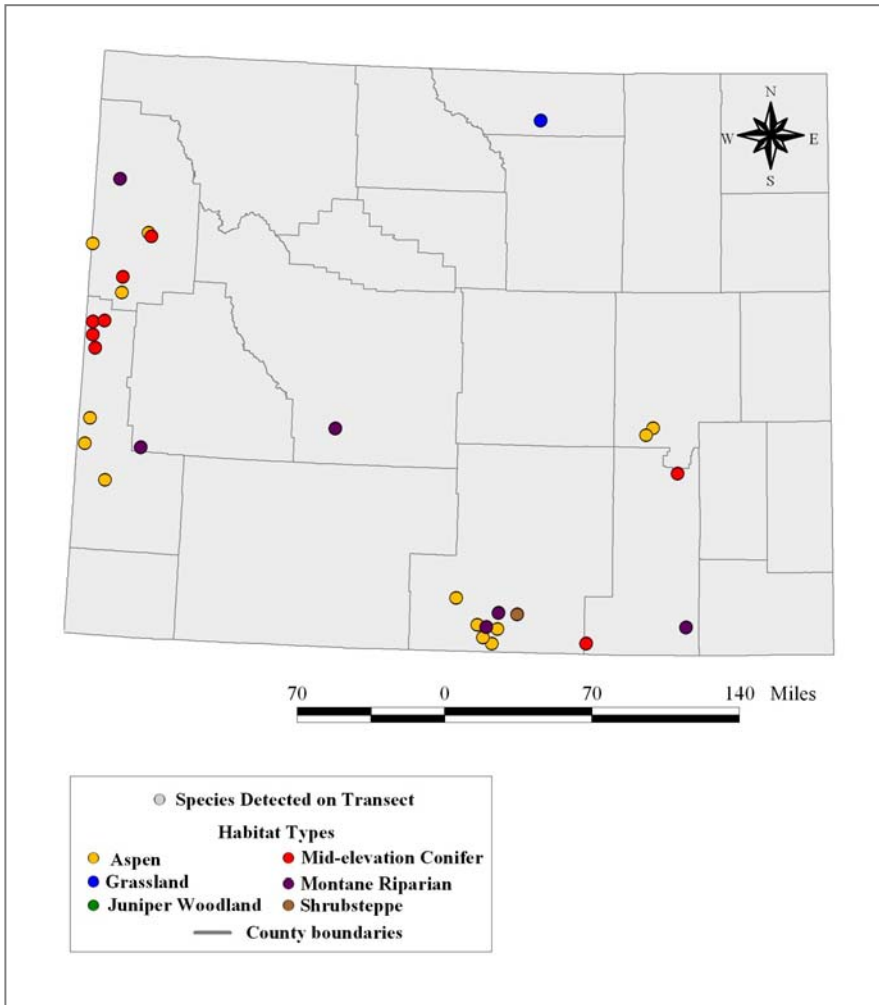 N
W E
S
70 0 70 140 Miles
Species Detected on Transect
Habitat Types
Aspen Mid-elevation Conifer
Grassland Montane Riparian
Juniper Woodland Shrubsteppe
County boundaries